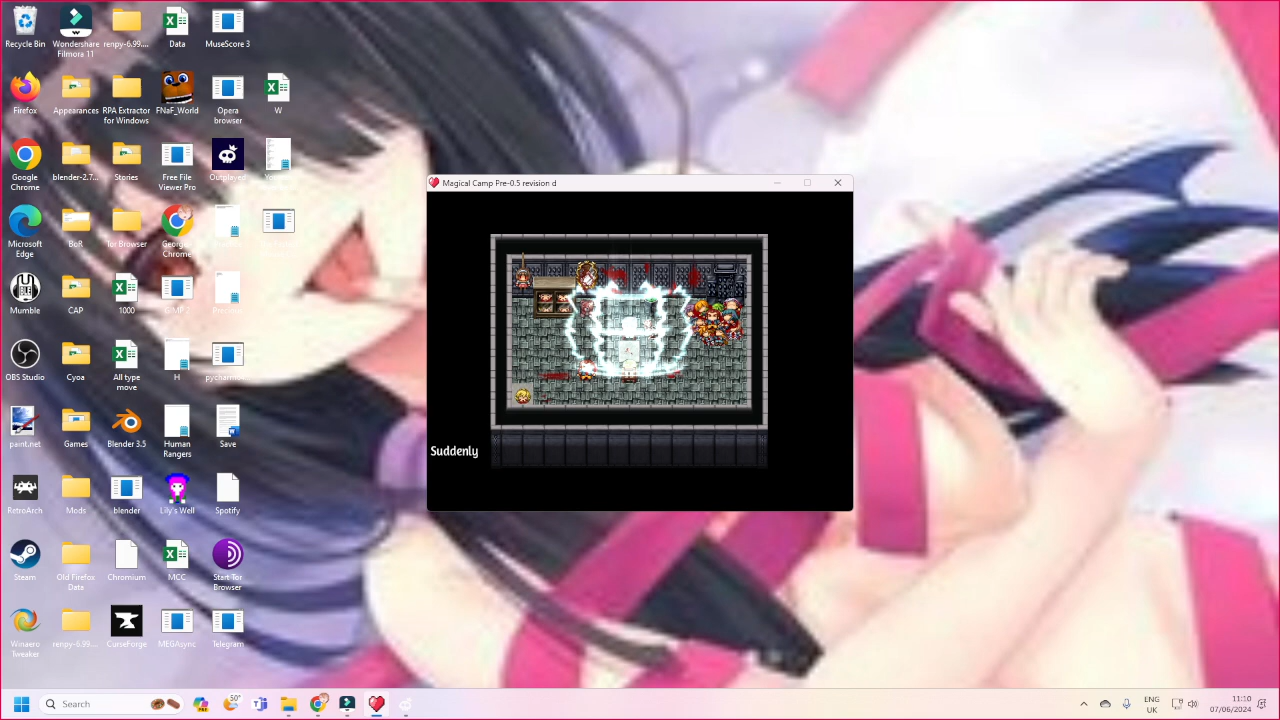 Recycle Bin
Wondershare
Filmora 11
renpy-6.99....
Data
MuseScore 3
Firefox
Appearances
RPA Extractor
for Windows
FNaF_World
Opera
browser
W
Google
Chrome
blender-2.7...
Stories
Free File
Viewer Pro
Outplayed
Microsoft
Edge
BoR
Tor Browser
George -
Chrome
Mumble
CAP
1000
OBS Studio
Cyoa
All type
move
H
pycharm...
paint.net
Games
Blender 3.5
Human
Rangers
Save
RetroArch
Mods
blender
Lily's Well
Spotify
Steam
Old Firefox
Data
Chromium
MCC
Start Tor
Browser
Winaero
Tweaker
renpy-6.99....
CurseForge
MEGAsync
Telegram
Magical Camp Pre-0.5 revision d
Suddenly
Search
50°
ENG
UK
11:10
07/06/2024